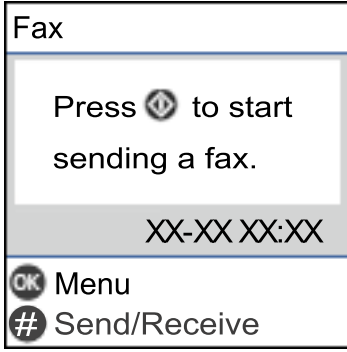 Fax
Press to start
sending a fax.
XX-XX XX:XX
OK Menu
# Send/Receive